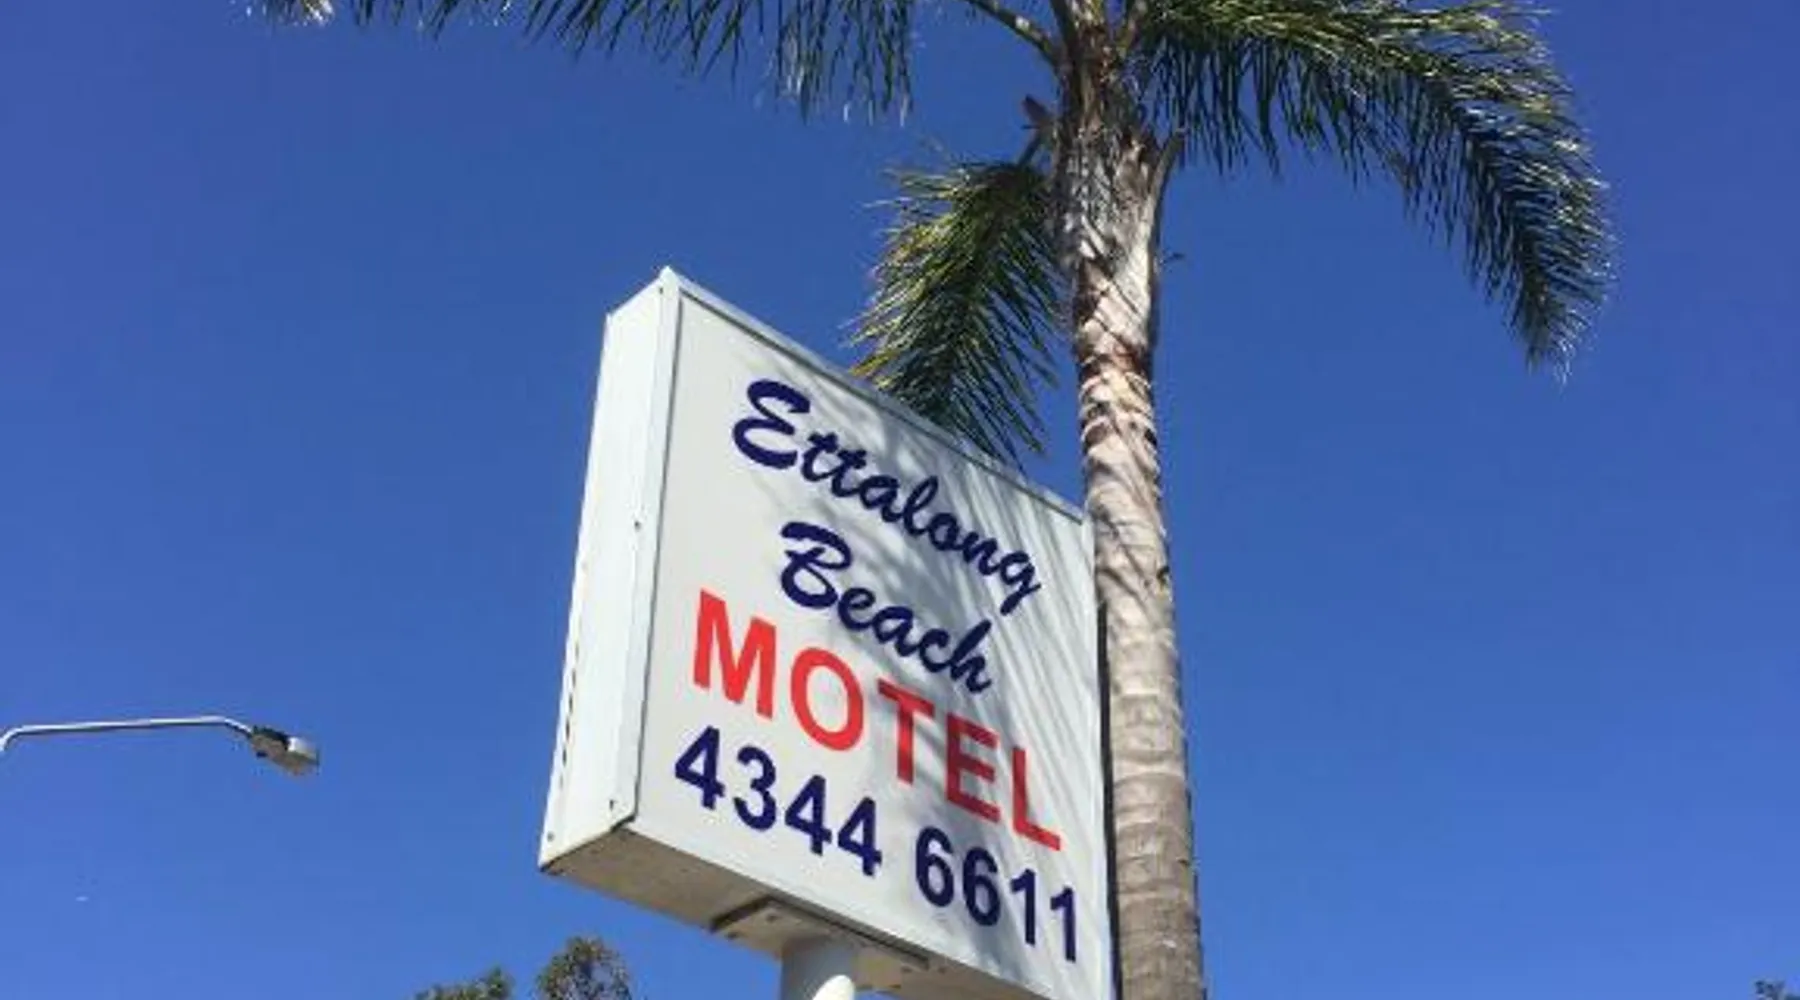 Ettalong
Beach
MOTEL
4344 6611